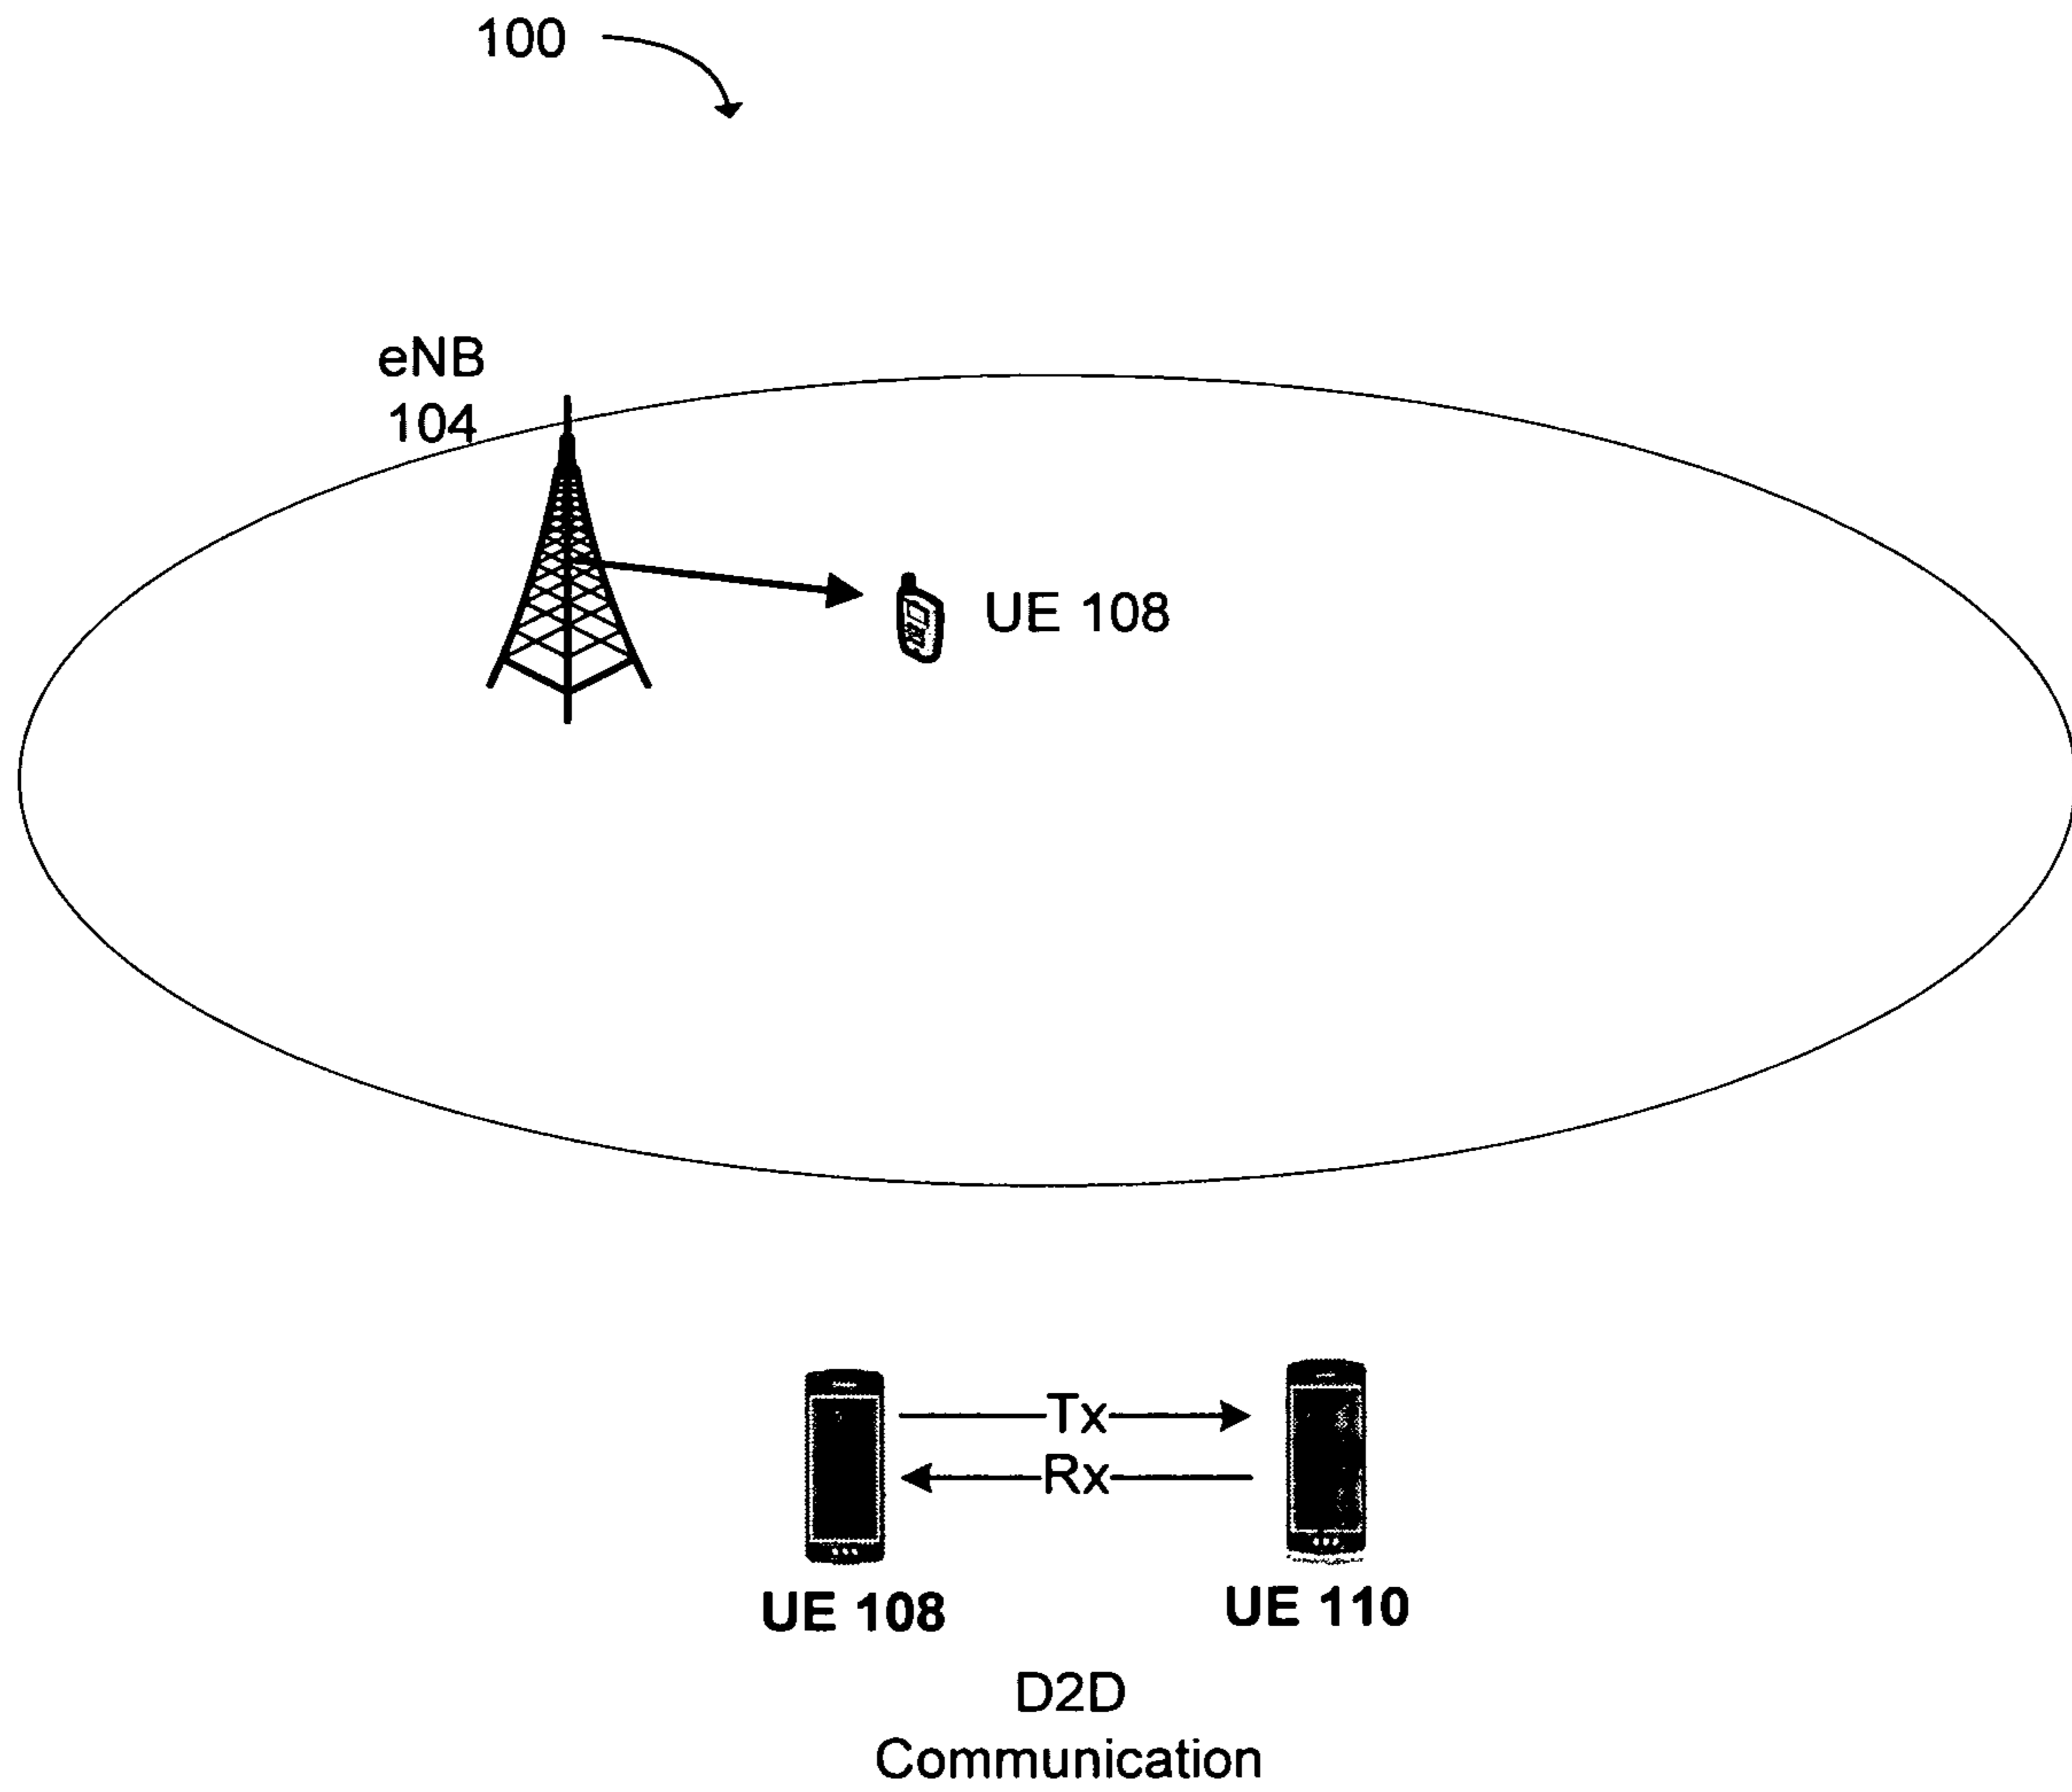 100
eNB
104
UE 108
Tx
Rx
UE 108
UE 110
D2D
Communication